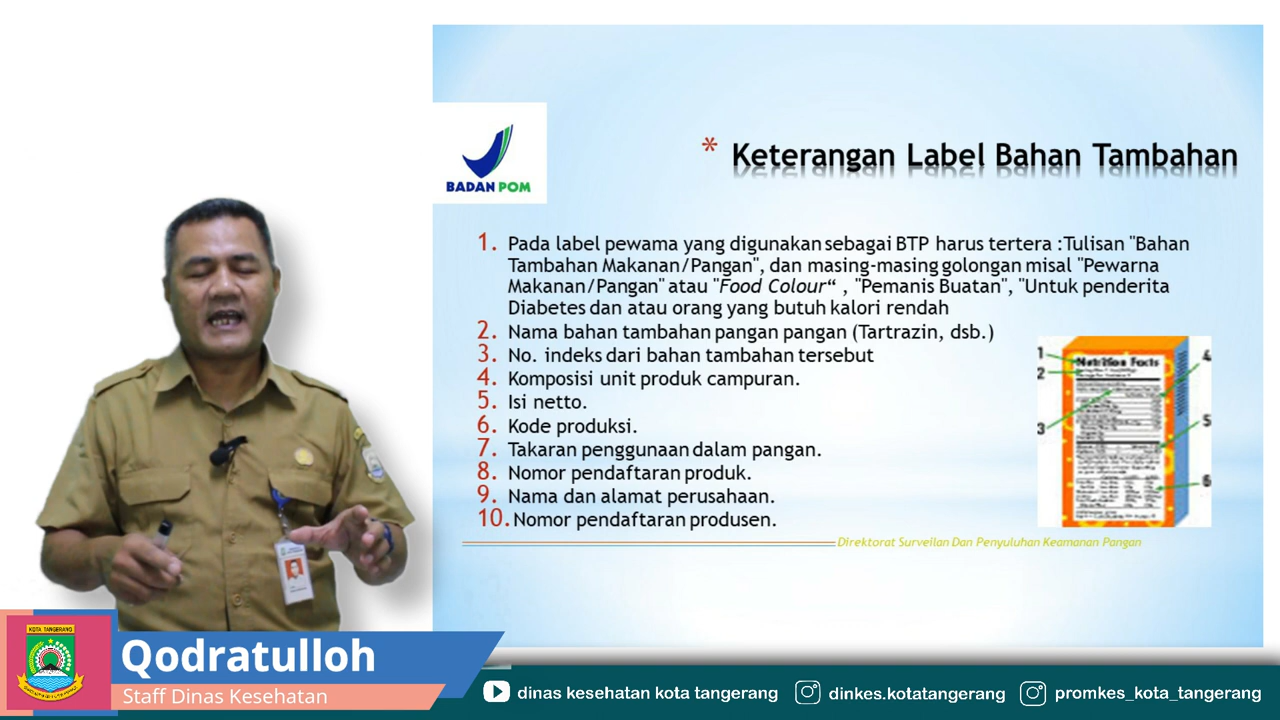 BADAN POM
* Keterangan Label Bahan Tambahan
1. Pada label pewama yang digunakan sebagai BTP harus tertera :Tulisan "Bahan
Tambahan Makanan/Pangan", dan masing-masing golongan misal "Pewarna
Makanan/Pangan" atau "Food Colour“ , "Pemanis Buatan", "Untuk penderita
Diabetes dan atau orang yang butuh kalori rendah
2. Nama bahan tambahan pangan pangan (Tartrazin, dsb.)
3. No. indeks dari bahan tambahan tersebut
4. Komposisi unit produk campuran.
5. Isi netto.
6. Kode produksi.
7. Takaran penggunaan dalam pangan.
8. Nomor pendaftaran produk.
9. Nama dan alamat perusahaan.
10. Nomor pendaftaran produsen.
1
2
3
4
5
6
Nutrition Facts
Direktorat Surveilan Dan Penyuluhan Keamanan Pangan
KOTA TANGERANG
Qodratulloh
Staff Dinas Kesehatan
dinas kesehatan kota tangerang
dinkes.kotatangerang
promkes_kota_tangerang